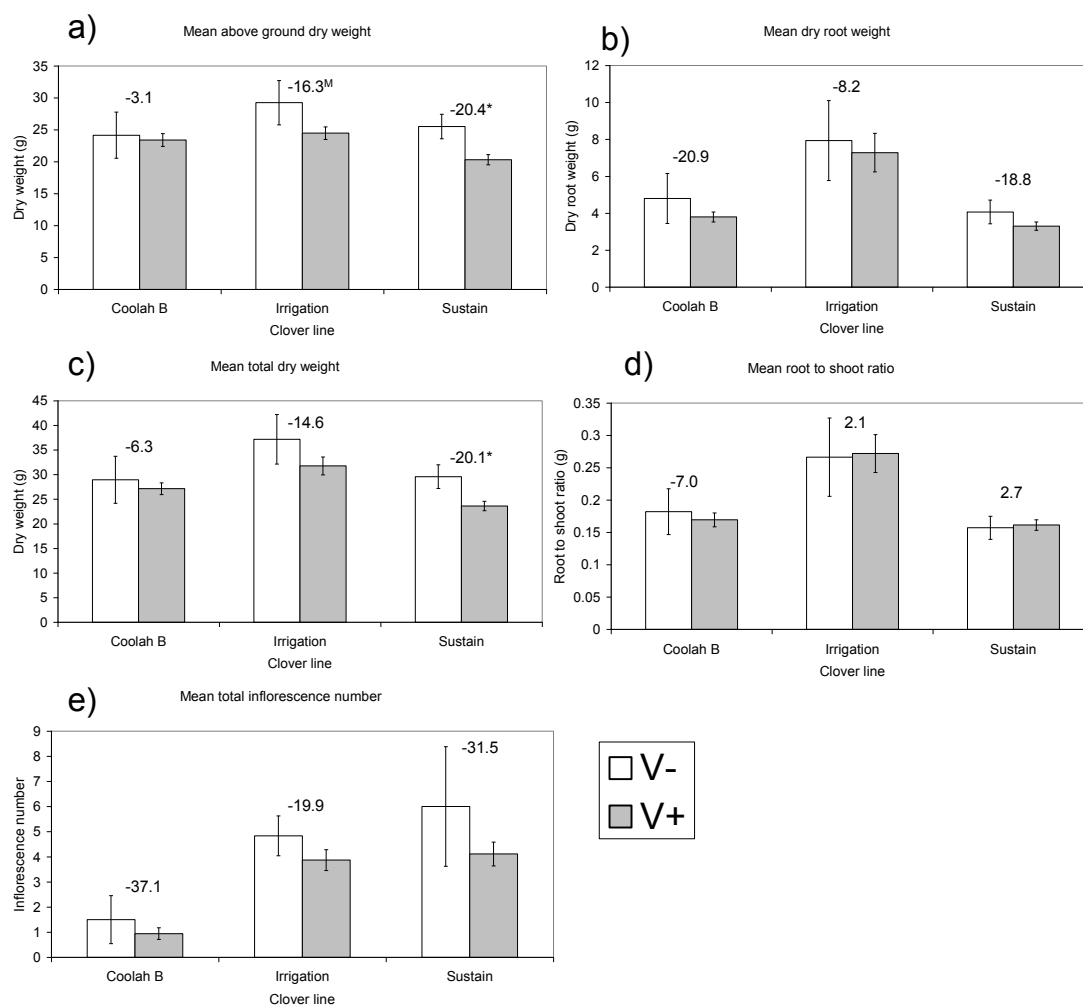 a)
Mean above ground dry weight
35
30
25
20
15
10
5
0
Dry weight (g)
-3.1
-16.3ᴹ
-20.4*
Coolah B Irrigation Sustain
Clover line
b)
Mean dry root weight
12
10
8
6
4
2
0
Dry root weight (g)
-20.9
-8.2
-18.8
Coolah B Irrigation Sustain
Clover line
c)
Mean total dry weight
45
40
35
30
25
20
15
10
5
0
Dry weight (g)
-6.3
-14.6
-20.1*
Coolah B Irrigation Sustain
Clover line
d)
Mean root to shoot ratio
0.35
0.3
0.25
0.2
0.15
0.1
0.05
0
Root to shoot ratio (g)
-7.0
2.1
2.7
Coolah B Irrigation Sustain
Clover line
e)
Mean total inflorescence number
9
8
7
6
5
4
3
2
1
0
Inflorescence number
-37.1
-19.9
-31.5
Coolah B Irrigation Sustain
Clover line
V-
V+